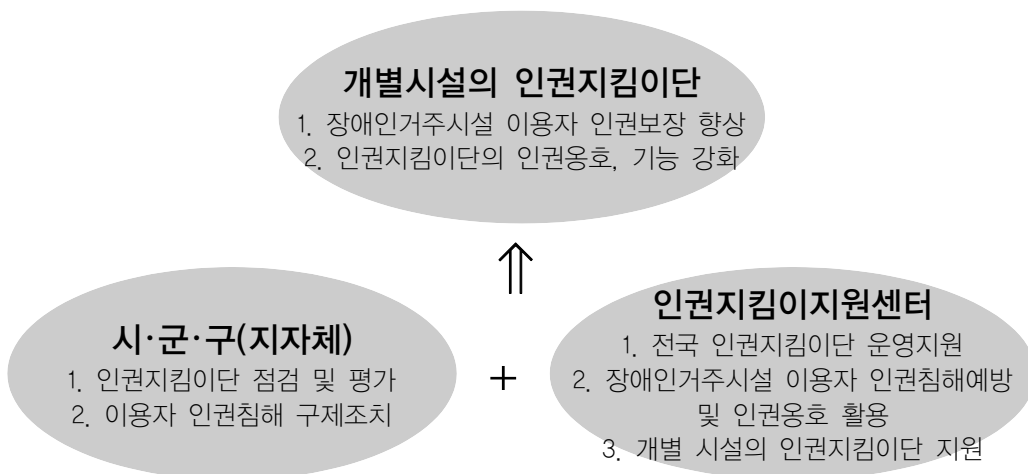 개별시설의 인권지킴이단
1. 장애인거주시설 이용자 인권보장 향상
2. 인권지킴이단의 인권옹호, 기능 강화
⇑
시·군·구(지자체)
1. 인권지킴이단 점검 및 평가
2. 이용자 인권침해 구제조치
+
인권지킴이지원센터
1. 전국 인권지킴이단 운영지원
2. 장애인거주시설 이용자 인권침해예방
및 인권옹호 활용
3. 개별 시설의 인권지킴이단 지원